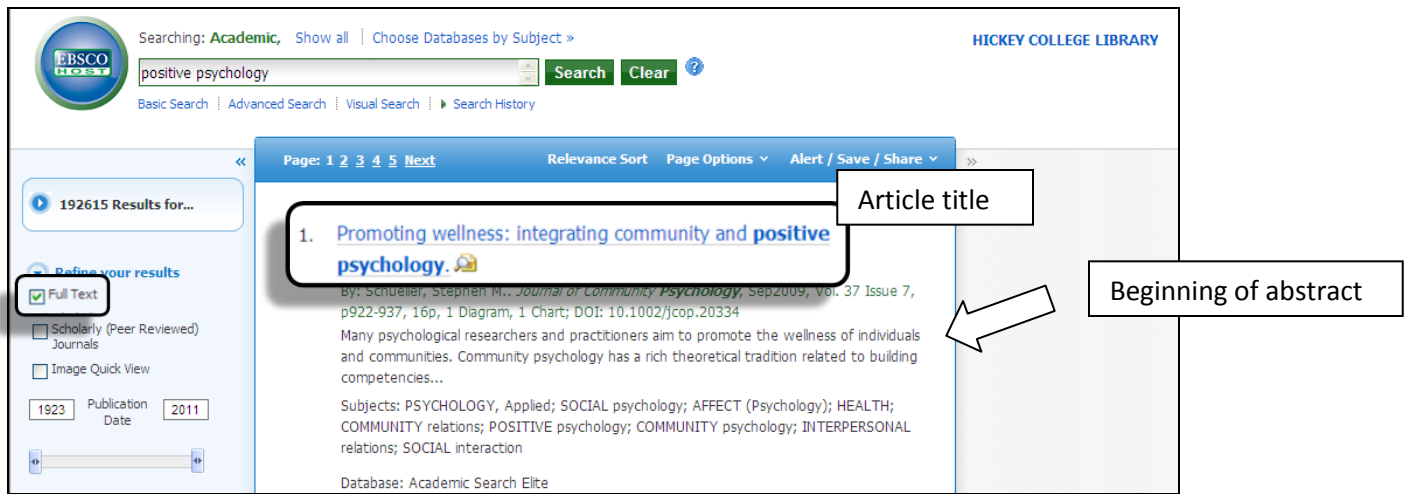 Searching: Academic, Show all Choose Databases by Subject »
HICKEY COLLEGE LIBRARY
EBSCO
HOST
positive psychology
Search Clear ?
Basic Search Advanced Search Visual Search Search History
«
Page: 1 2 3 4 5 Next
Relevance Sort Page Options Alert / Save / Share
»
192615 Results for...
Refine your results
Full Text
Scholarly (Peer Reviewed)
Journals
Image Quick View
1923 Publication 2011
Date
Article title
1. Promoting wellness: integrating community and positive
psychology.
By: Schueller, Stephen M.. Journal of Community Psychology, Sep2009, Vol. 37 Issue 7,
p922-937, 16p, 1 Diagram, 1 Chart; DOI: 10.1002/jcop.20334
Many psychological researchers and practitioners aim to promote the wellness of individuals
and communities. Community psychology has a rich theoretical tradition related to building
competencies...
Subjects: PSYCHOLOGY, Applied; SOCIAL psychology; AFFECT (Psychology); HEALTH;
COMMUNITY relations; POSITIVE psychology; COMMUNITY psychology; INTERPERSONAL
relations; SOCIAL interaction
Database: Academic Search Elite
Beginning of abstract